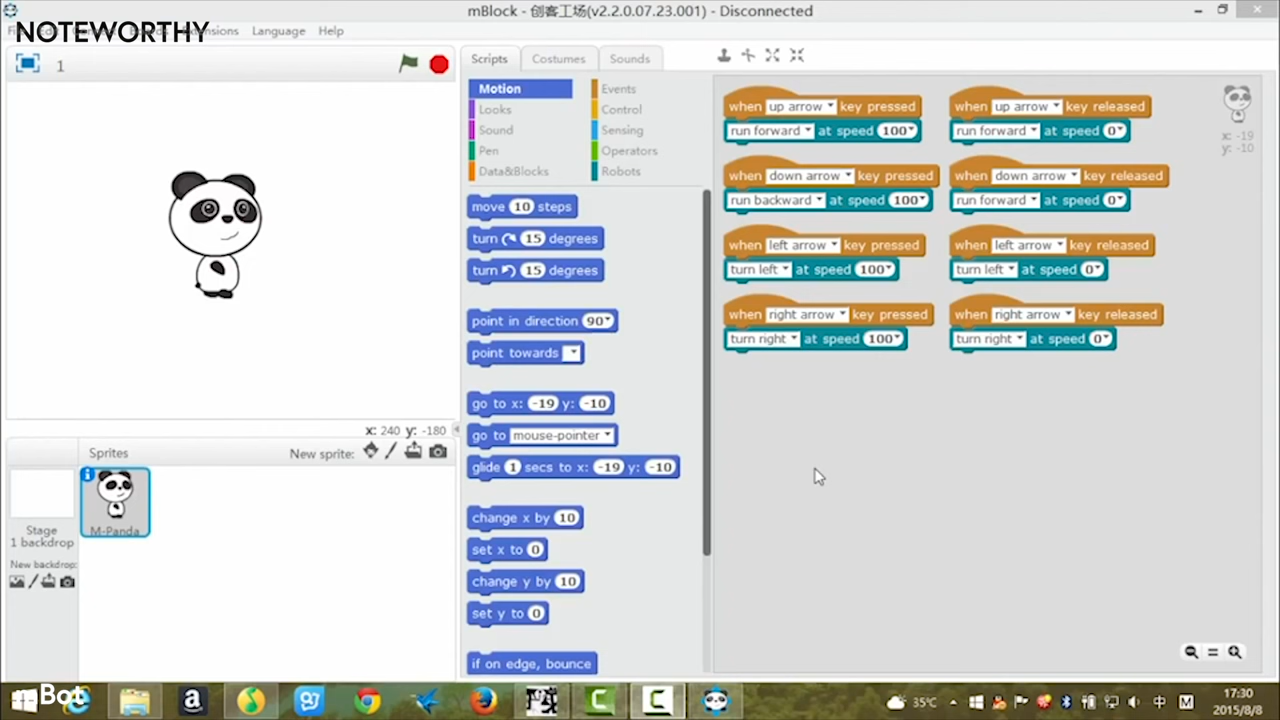 mBlock - 创客工场(v2.2.0.07.23.001) - Disconnected
NOTEWORTHY
Extensions Language Help
1
Scripts Costumes Sounds
Motion Events
Looks Control
Sound Sensing
Pen Operators
Data&Blocks Robots
move 10 steps
turn 15 degrees
turn 15 degrees
point in direction 90
point towards
go to x: -19 y: -10
go to mouse-pointer
glide 1 secs to x: -19 y: -10
change x by 10
set x to 0
change y by 10
set y to 0
if on edge, bounce
when up arrow key pressed
run forward at speed 100
when up arrow key released
run forward at speed 0
when down arrow key pressed
run backward at speed 100
when down arrow key released
run forward at speed 0
when left arrow key pressed
turn left at speed 100
when left arrow key released
turn left at speed 0
when right arrow key pressed
turn right at speed 100
when right arrow key released
turn right at speed 0
x: -19
y: -10
x: 240 y: -180
Sprites New sprite:
M-Panda
Stage
1 backdrop
New backdrop:
Bot
35℃
中
M
17:30
2015/8/8